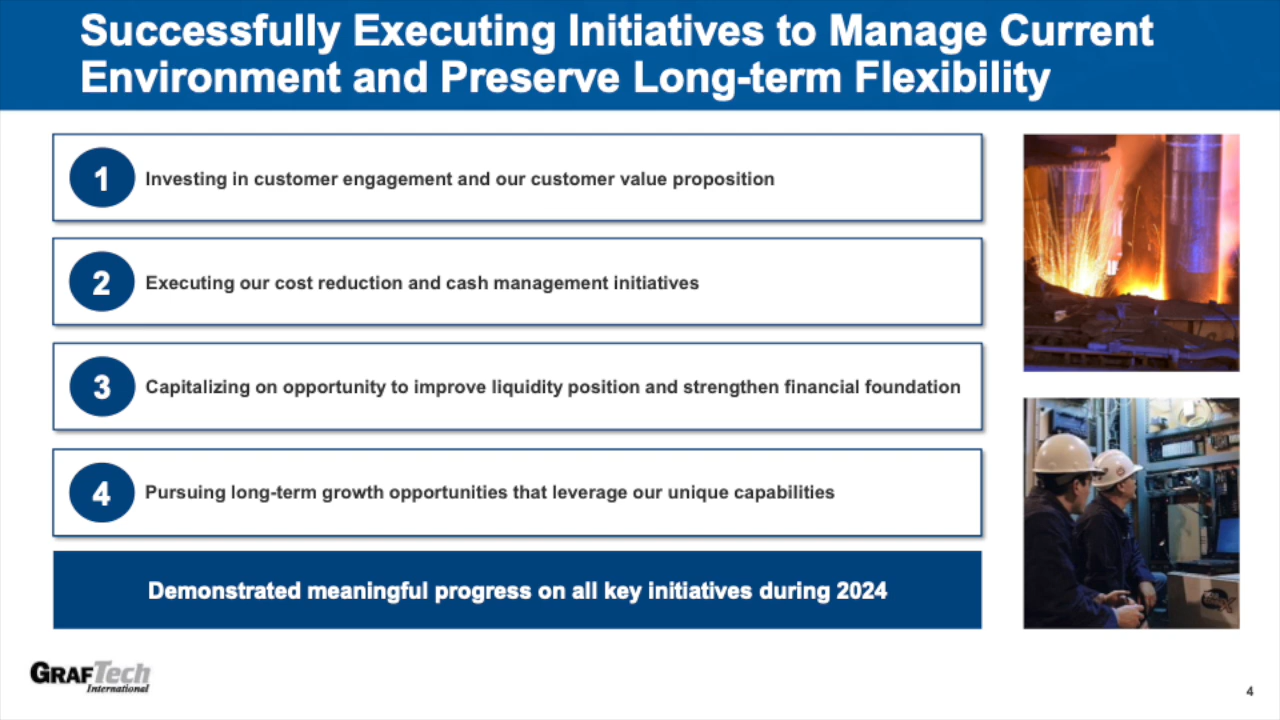 Successfully Executing Initiatives to Manage Current
Environment and Preserve Long-term Flexibility
1
Investing in customer engagement and our customer value proposition
2
Executing our cost reduction and cash management initiatives
3
Capitalizing on opportunity to improve liquidity position and strengthen financial foundation
4
Pursuing long-term growth opportunities that leverage our unique capabilities
Demonstrated meaningful progress on all key initiatives during 2024
GRAFTech
International
4